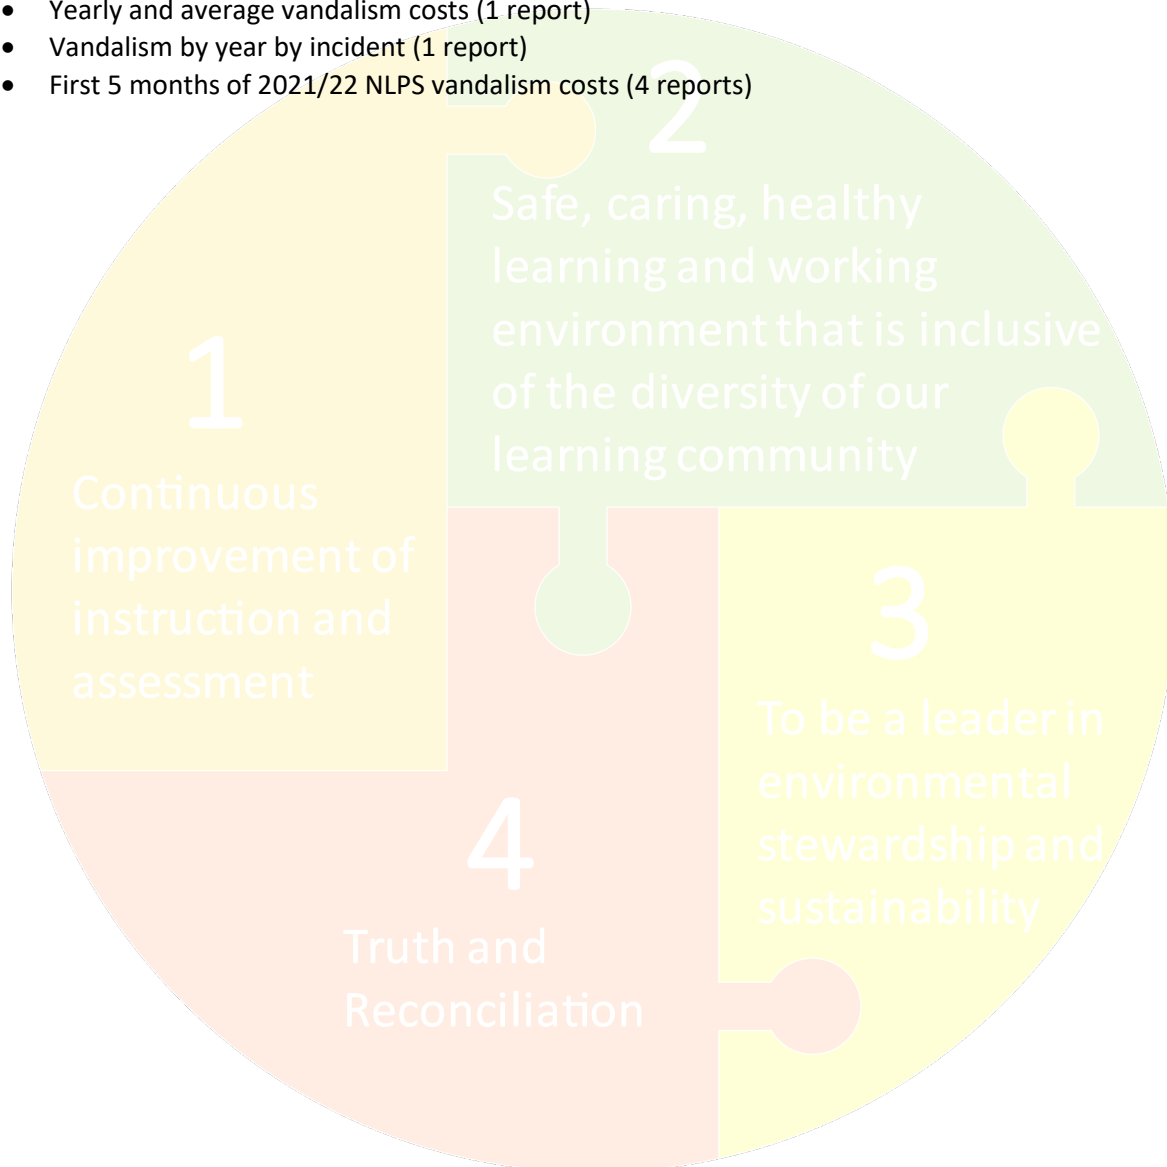 • Yearly and average vandalism costs (1 report)
• Vandalism by year by incident (1 report)
• First 5 months of 2021/22 NLPS vandalism costs (4 reports)
1
Continuous
improvement of
instruction and
assessment
2
Safe, caring, healthy
learning and working
environment that is inclusive
of the diversity of our
learning community
3
To be a leader in
environmental
stewardship and
sustainability
4
Truth and
Reconciliation